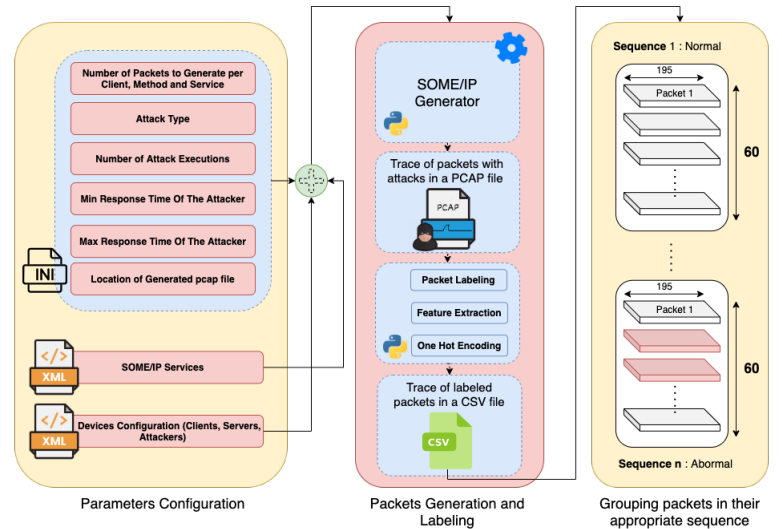 Number of Packets to Generate per
Client, Method and Service
Attack Type
Number of Attack Executions
Min Response Time Of The Attacker
Max Response Time Of The Attacker
Location of Generated pcap file
INI
SOME/IP Services
XML
Devices Configuration (Clients, Servers,
Attackers)
XML
Parameters Configuration
SOME/IP
Generator
Trace of packets with
attacks in a PCAP file
PCAP
Packet Labeling
Feature Extraction
One Hot Encoding
Trace of labeled
packets in a CSV file
CSV
Packets Generation and
Labeling
Sequence 1 : Normal
195
Packet 1
60
195
Packet 1
60
Sequence n : Abormal
Grouping packets in their
appropriate sequence